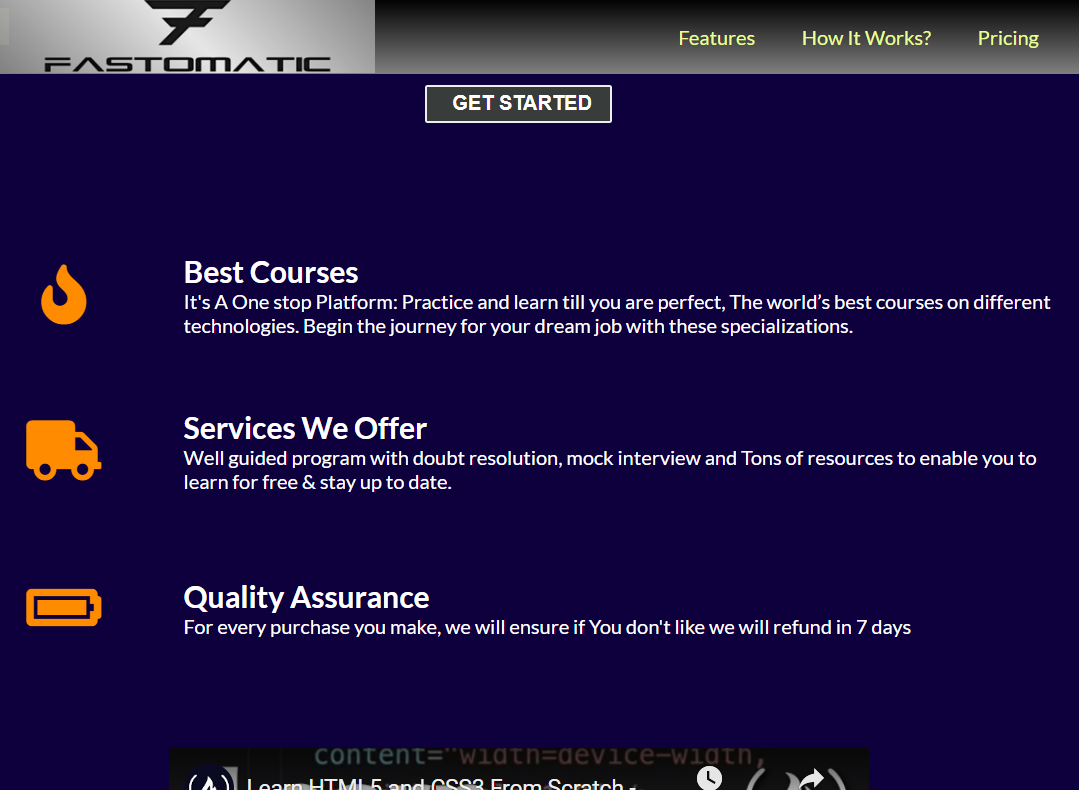 FASTOMATIC
Features
How It Works?
Pricing
GET STARTED
Best Courses
It's A One stop Platform: Practice and learn till you are perfect, The world’s best courses on different
technologies. Begin the journey for your dream job with these specializations.
Services We Offer
Well guided program with doubt resolution, mock interview and Tons of resources to enable you to
learn for free & stay up to date.
Quality Assurance
For every purchase you make, we will ensure if You don't like we will refund in 7 days
content="width=device-width,
Learn HTML5 and CSS3 From Scratch -